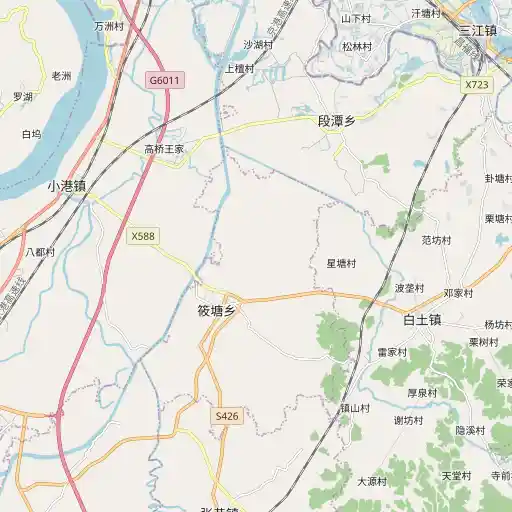 万洲村
汗塘村
山下村
三江镇
沙湖村
松林村
上檀村
老洲
G6011
X723
罗湖
段潭乡
白坞
高桥王家
卦塘村
小港镇
栗塘村
X588
范坊村
八都村
星塘村
波垄村
邓家村
筱塘乡
白土镇
杨坊村
栗树村
雷家村
厚泉村
镇山村
谢坊村
S426
隐溪村
大源村
天堂村